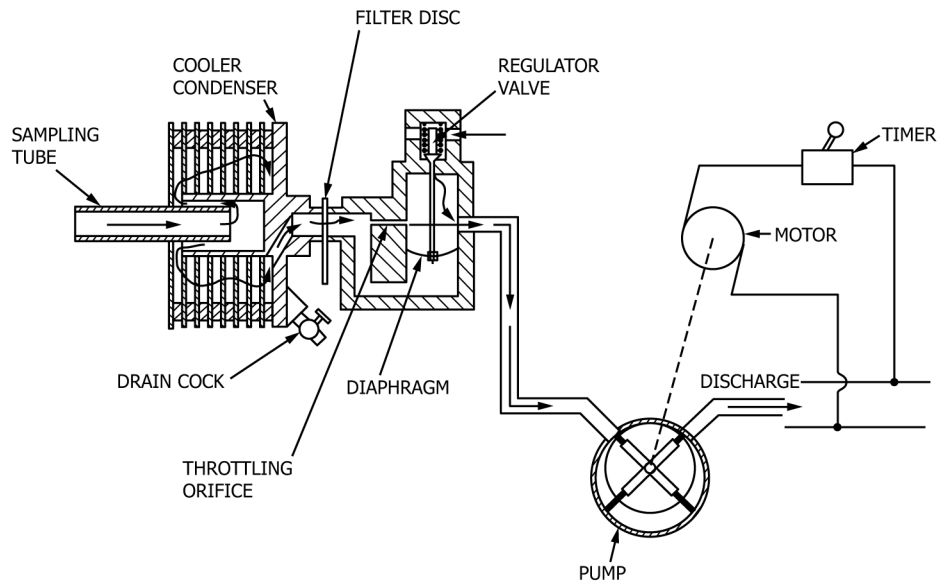 FILTER DISC
COOLER
CONDENSER
REGULATOR
VALVE
SAMPLING
TUBE
TIMER
MOTOR
DRAIN COCK
DIAPHRAGM
DISCHARGE
THROTTLING
ORIFICE
PUMP